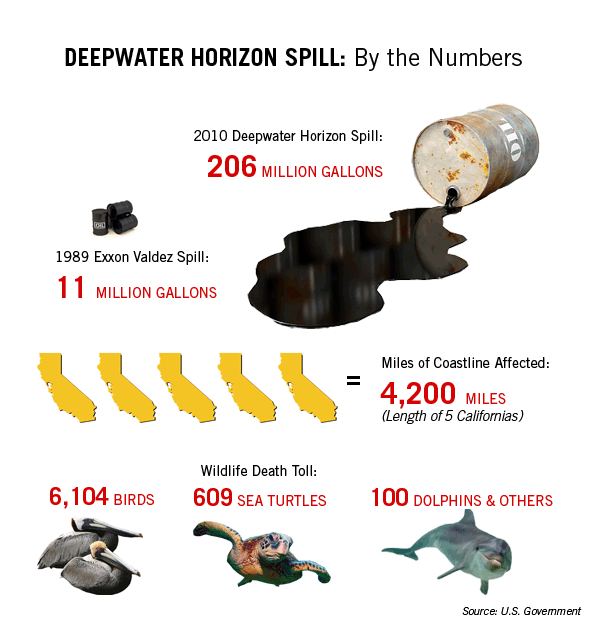 DEEPWATER HORIZON SPILL: By the Numbers
2010 Deepwater Horizon Spill:
206 MILLION GALLONS
OIL
OIL
1989 Exxon Valdez Spill:
11 MILLION GALLONS
= Miles of Coastline Affected:
4,200 MILES
(Length of 5 Californias)
Wildlife Death Toll:
6,104 BIRDS
609 SEA TURTLES
100 DOLPHINS & OTHERS
Source: U.S. Government